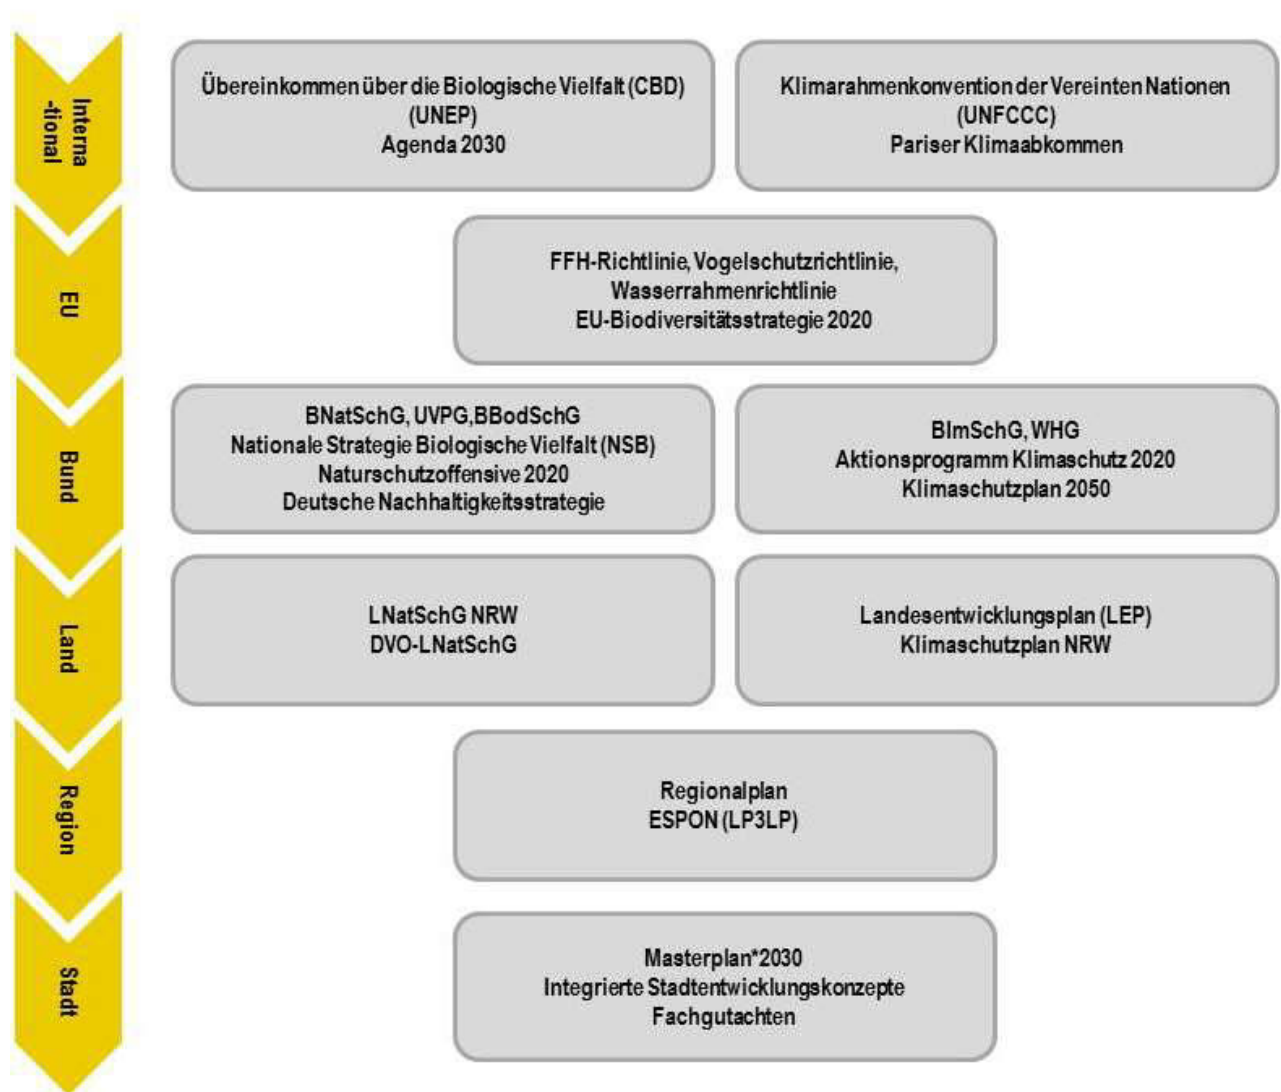 Interna
-tional
Übereinkommen über die Biologische Vielfalt (CBD)
(UNEP)
Agenda 2030
Klimarahmenkonvention der Vereinten Nationen
(UNFCCC)
Pariser Klimaabkommen
EU
FFH-Richtlinie, Vogelschutzrichtlinie,
Wasserrahmenrichtlinie
EU-Biodiversitätsstrategie 2020
Bund
BNatSchG, UVPG,BBodSchG
Nationale Strategie Biologische Vielfalt (NSB)
Naturschutzoffensive 2020
Deutsche Nachhaltigkeitsstrategie
BImSchG, WHG
Aktionsprogramm Klimaschutz 2020
Klimaschutzplan 2050
Land
LNatSchG NRW
DVO-LNatSchG
Landesentwicklungsplan (LEP)
Klimaschutzplan NRW
Region
Regionalplan
ESPON (LP3LP)
Stadt
Masterplan*2030
Integrierte Stadtentwicklungskonzepte
Fachgutachten